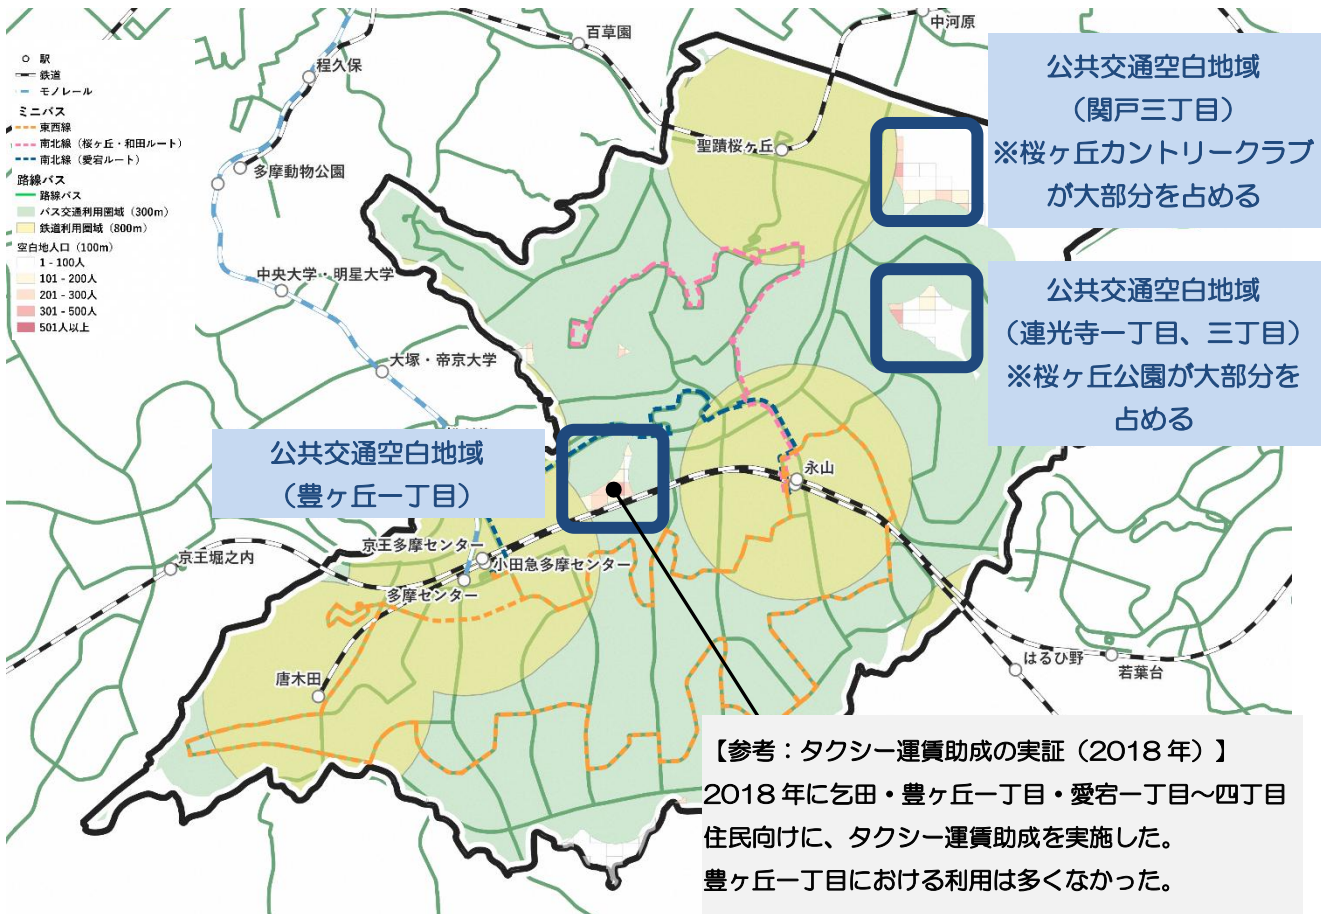 百草園
中河原
程久保
多摩動物公園
聖蹟桜ヶ丘
中央大学・明星大学
大塚・帝京大学
駅
鉄道
モノレール
ミニバス
東西線
南北線（桜ヶ丘・和田ルート）
南北線（愛宕ルート）
路線バス
路線バス
バス交通利用圏域（300m）
鉄道利用圏域（800m）
空白地人口（100m）
1 - 100人
101 - 200人
201 - 300人
301 - 500人
501人以上
公共交通空白地域
（関戸三丁目）
※桜ヶ丘カントリークラブ
が大部分を占める
公共交通空白地域
（連光寺一丁目、三丁目）
※桜ヶ丘公園が大部分を
占める
公共交通空白地域
（豊ヶ丘一丁目）
永山
京王堀之内
京王多摩センター
小田急多摩センター
多摩センター
唐木田
はるひ野
若葉台
【参考：タクシー運賃助成の実証（2018 年）】
2018 年に乞田・豊ヶ丘一丁目・愛宕一丁目～四丁目
住民向けに、タクシー運賃助成を実施した。
豊ヶ丘一丁目における利用は多くなかった。